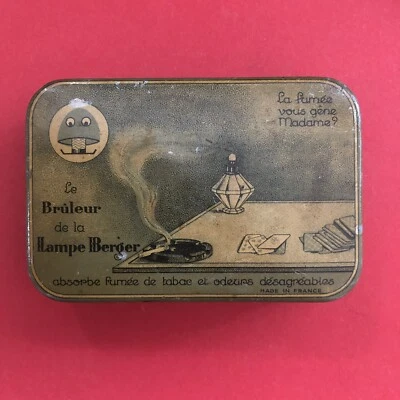 La fumée
vous gêne
Madame?
Le
Brûleur
de la
Lampe Berger
absorbe fumée de tabac et odeurs désagréables
MADE IN FRANCE